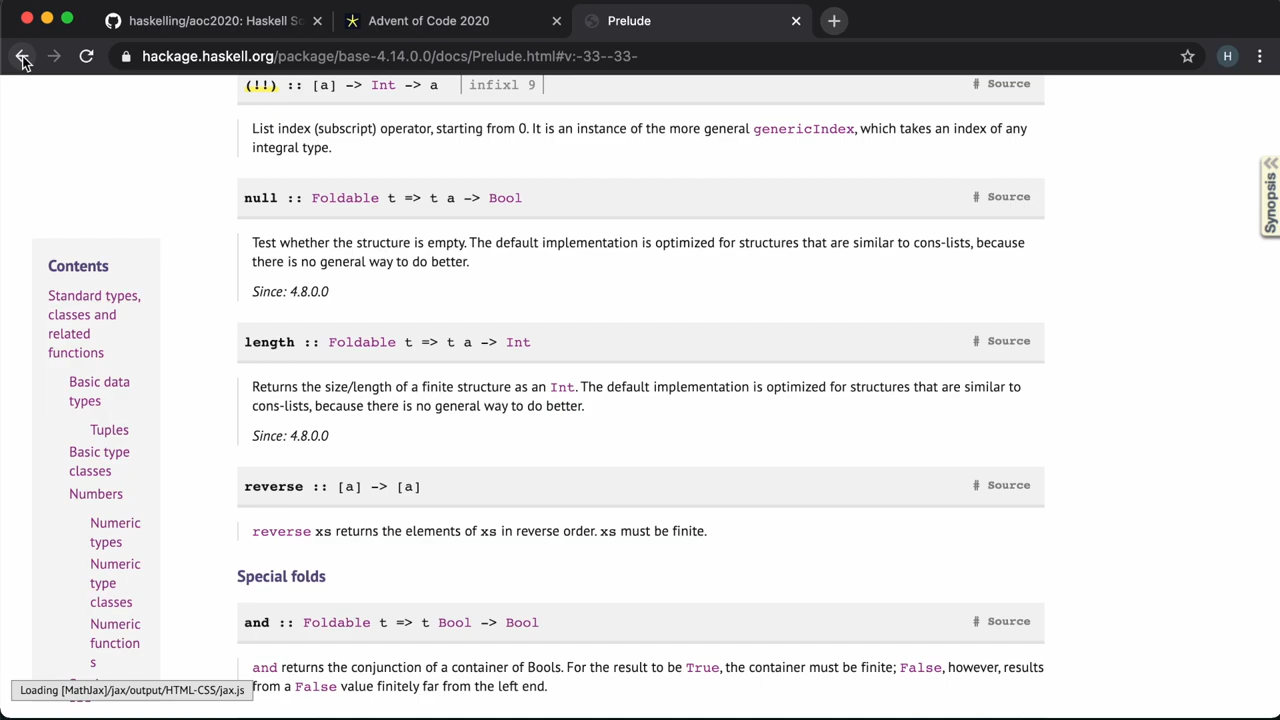 haskelling/aoc2020: Haskell So
Advent of Code 2020
Prelude
hackage.haskell.org/package/base-4.14.0.0/docs/Prelude.html#v:-33--33-
H
(!!) :: [a] -> Int -> a infixl 9 # Source
List index (subscript) operator, starting from 0. It is an instance of the more general genericIndex, which takes an index of any
integral type.
null :: Foldable t => t a -> Bool # Source
Test whether the structure is empty. The default implementation is optimized for structures that are similar to cons-lists, because
there is no general way to do better.
Since: 4.8.0.0
length :: Foldable t => t a -> Int # Source
Returns the size/length of a finite structure as an Int. The default implementation is optimized for structures that are similar to
cons-lists, because there is no general way to do better.
Since: 4.8.0.0
reverse :: [a] -> [a] # Source
reverse xs returns the elements of xs in reverse order. xs must be finite.
Special folds
and :: Foldable t => t Bool -> Bool # Source
and returns the conjunction of a container of Bools. For the result to be True, the container must be finite; False, however, results
from a False value finitely far from the left end.
Contents
Standard types,
classes and
related
functions
Basic data
types
Tuples
Basic type
classes
Numbers
Numeric
types
Numeric
type
classes
Numeric
function
s
Loading [MathJax]/jax/output/HTML-CSS/jax.js
Synopsis